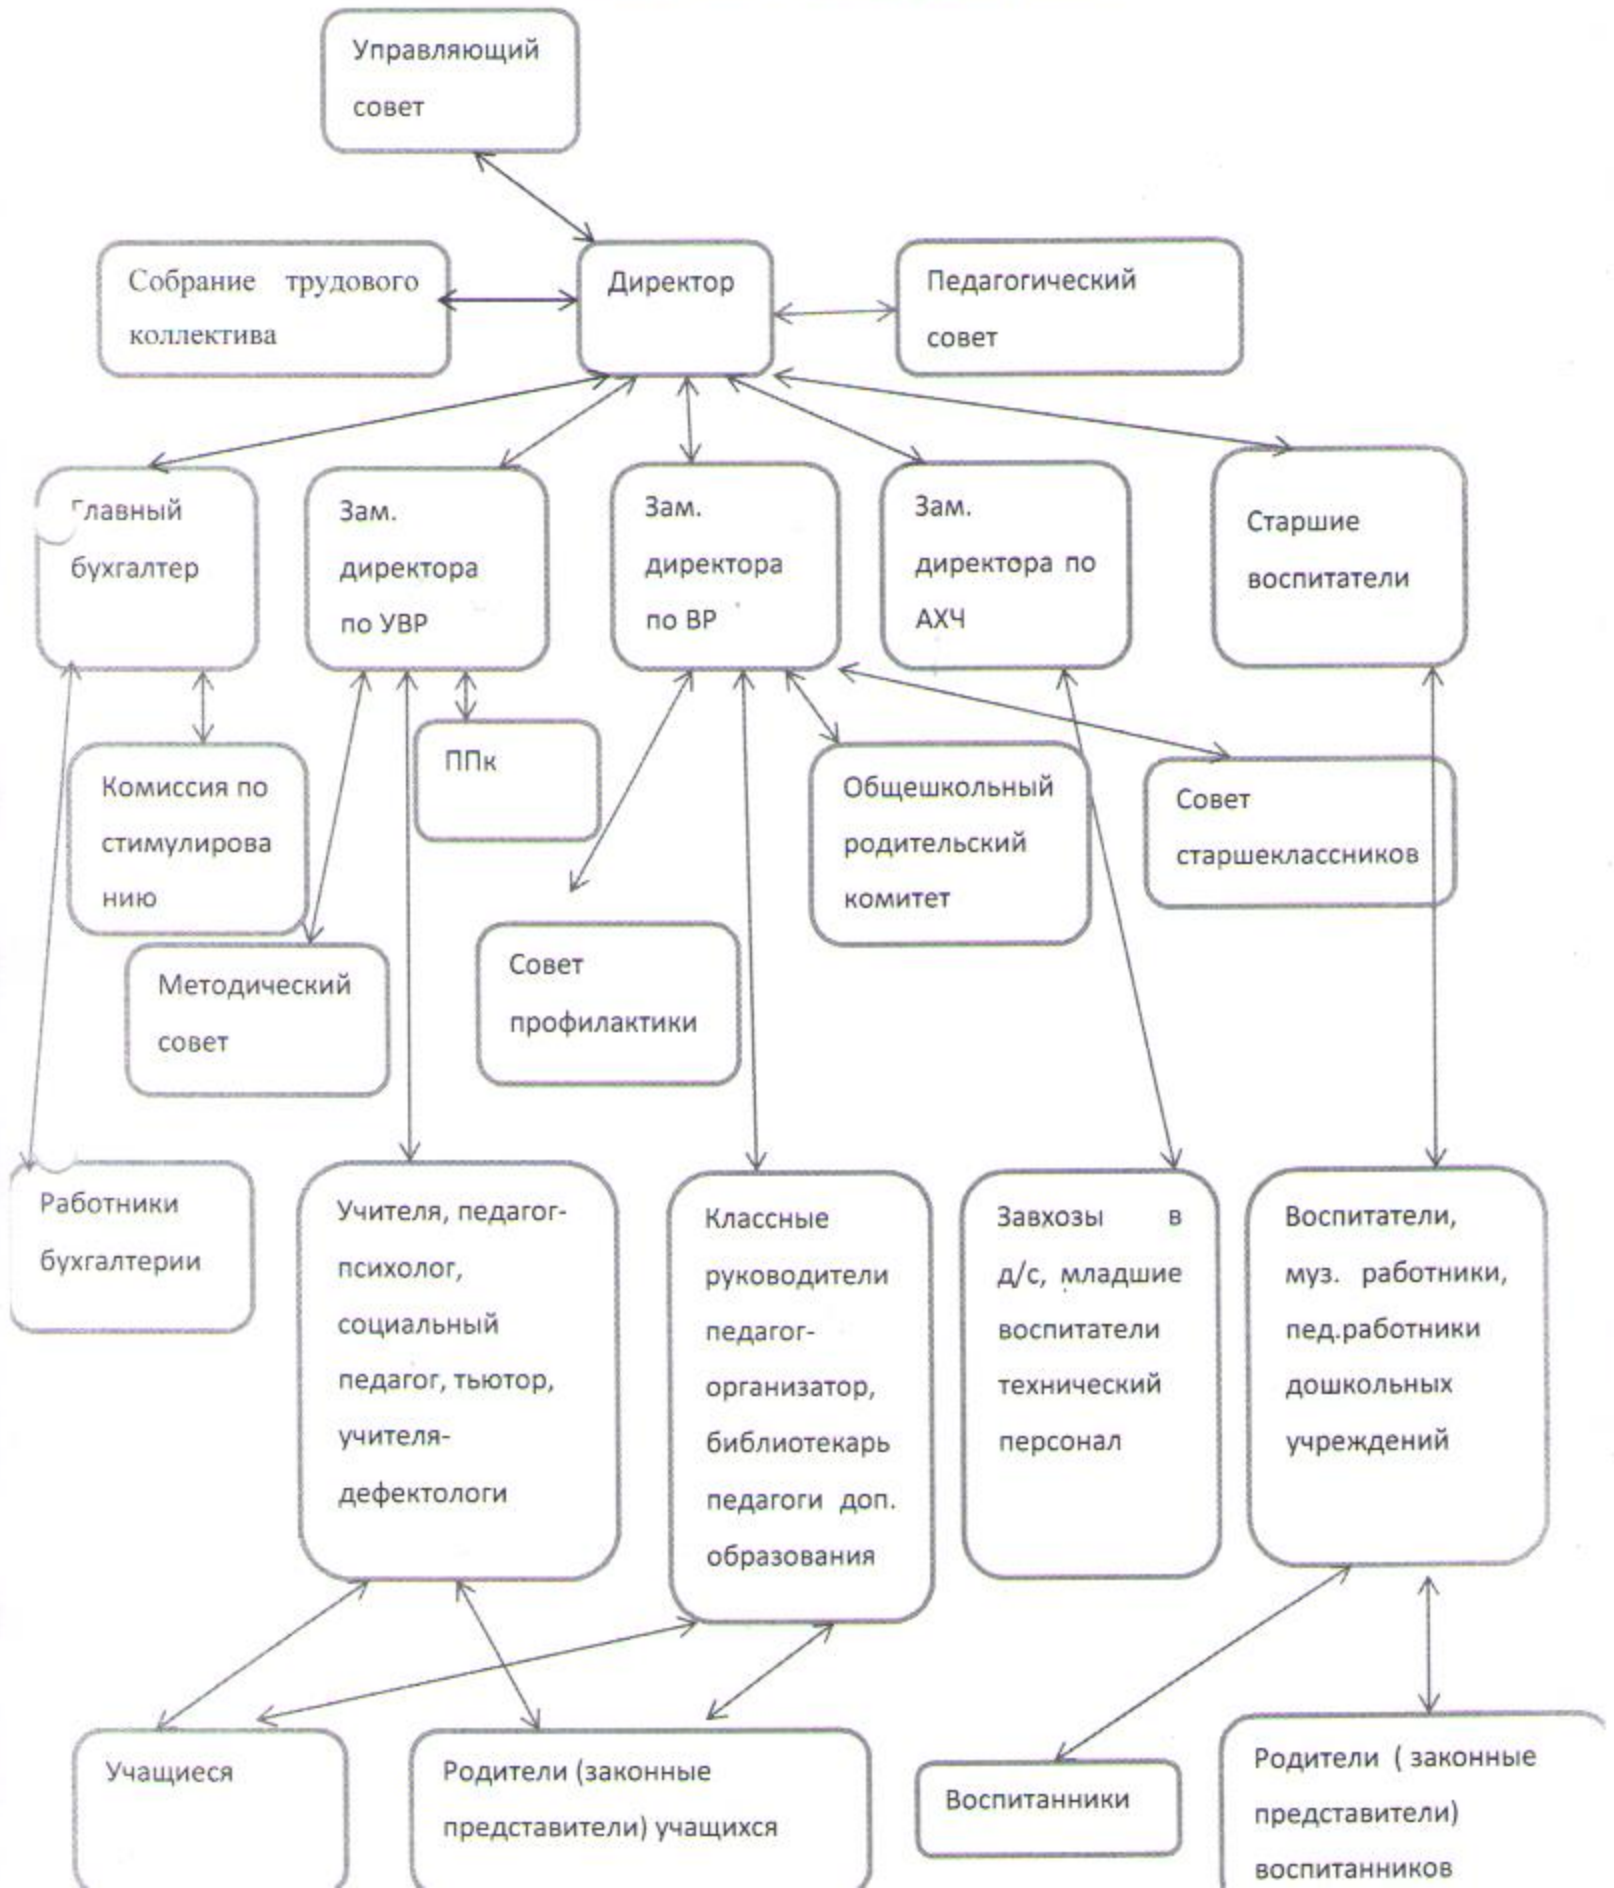 Управляющий
совет
Собрание трудового
коллектива
Директор
Педагогический
совет
Главный
бухгалтер
Зам.
директора
по УВР
Зам.
директора
по ВР
Зам.
директора по
АХЧ
Старшие
воспитатели
Комиссия по
стимулирова
нию
ППк
Общешкольный
родительский
комитет
Совет
старшеклассников
Методический
совет
Совет
профилактики
Работники
бухгалтерии
Учителя, педагог-
психолог,
социальный
педагог, тьютор,
учителя-
дефектологи
Классные
руководители
педагог-
организатор,
библиотекарь
педагоги доп.
образования
Завхозы в
д/с, младшие
воспитатели
технический
персонал
Воспитатели,
муз. работники,
пед.работники
дошкольных
учреждений
Учащиеся
Родители (законные
представители) учащихся
Воспитанники
Родители ( законные
представители)
воспитанников